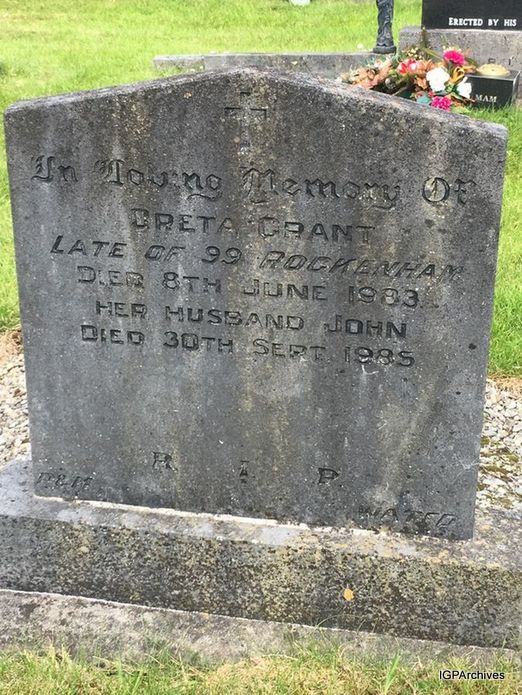 ERECTED BY HIS
MAM
In Loving Memory Of
GRETA GRANT
LATE OF 99 ROCKENHAM
DIED 8TH JUNE 1983
HER HUSBAND JOHN
DIED 30TH SEPT. 1985
R I P
IGPArchives